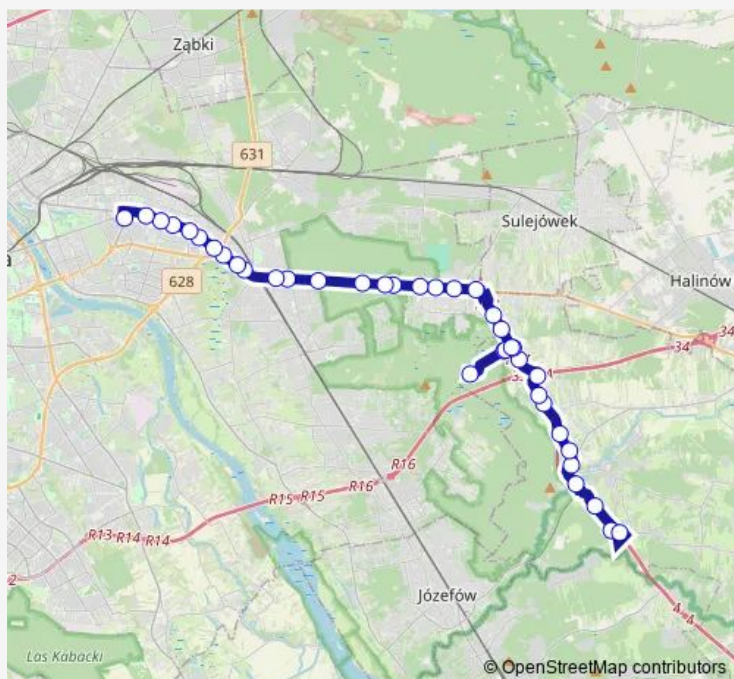 Ząbki
631
Sulejówek
Halinów
628
34
34
R16
R16
R15
R15
R14
R14
R13
2
Józefów
4
4
Las Kabacki
© OpenStreetMap contributors